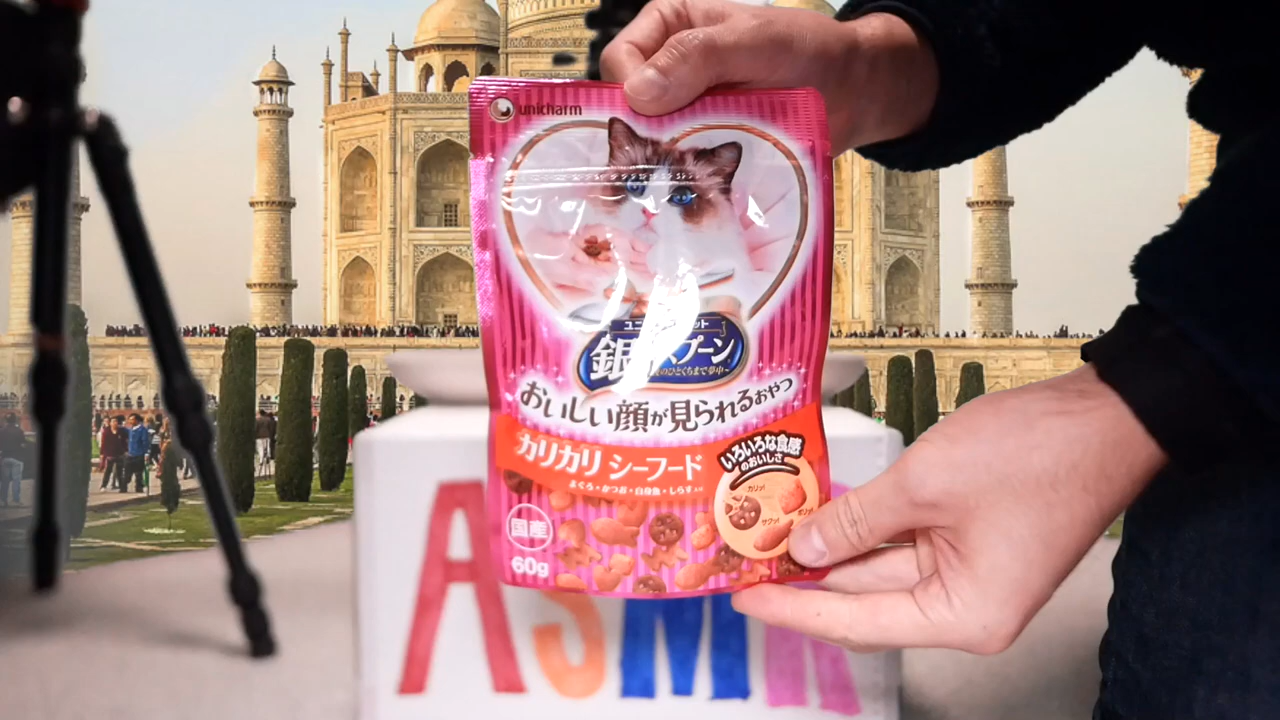 unicharm
銀 スプーン
おいしい顔が見られるおやつ
カリカリ シーフード
まぐろ・かつお・白身魚・しらす入り
いろいろな食感
のおいしさ
カリッ!
サクッ!
ポリッ!
国産
60g
ASMR